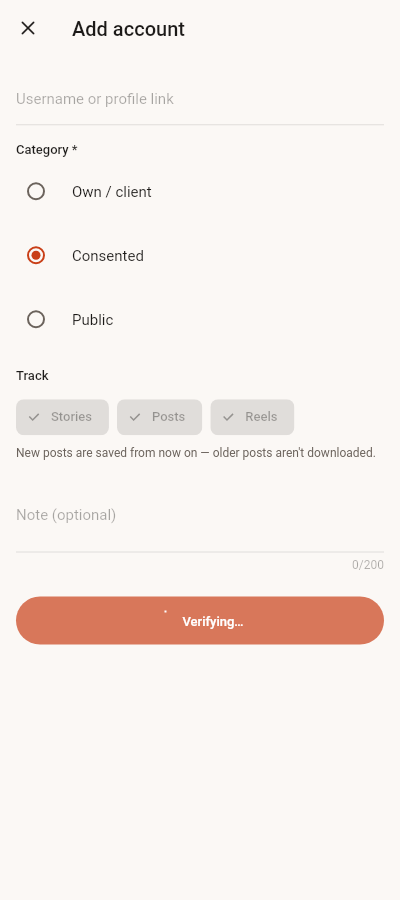 Add account
Username or profile link
Category *
Own / client
Consented
Public
Track
Stories
Posts
Reels
New posts are saved from now on — older posts aren't downloaded.
Note (optional)
0/200
Verifying…